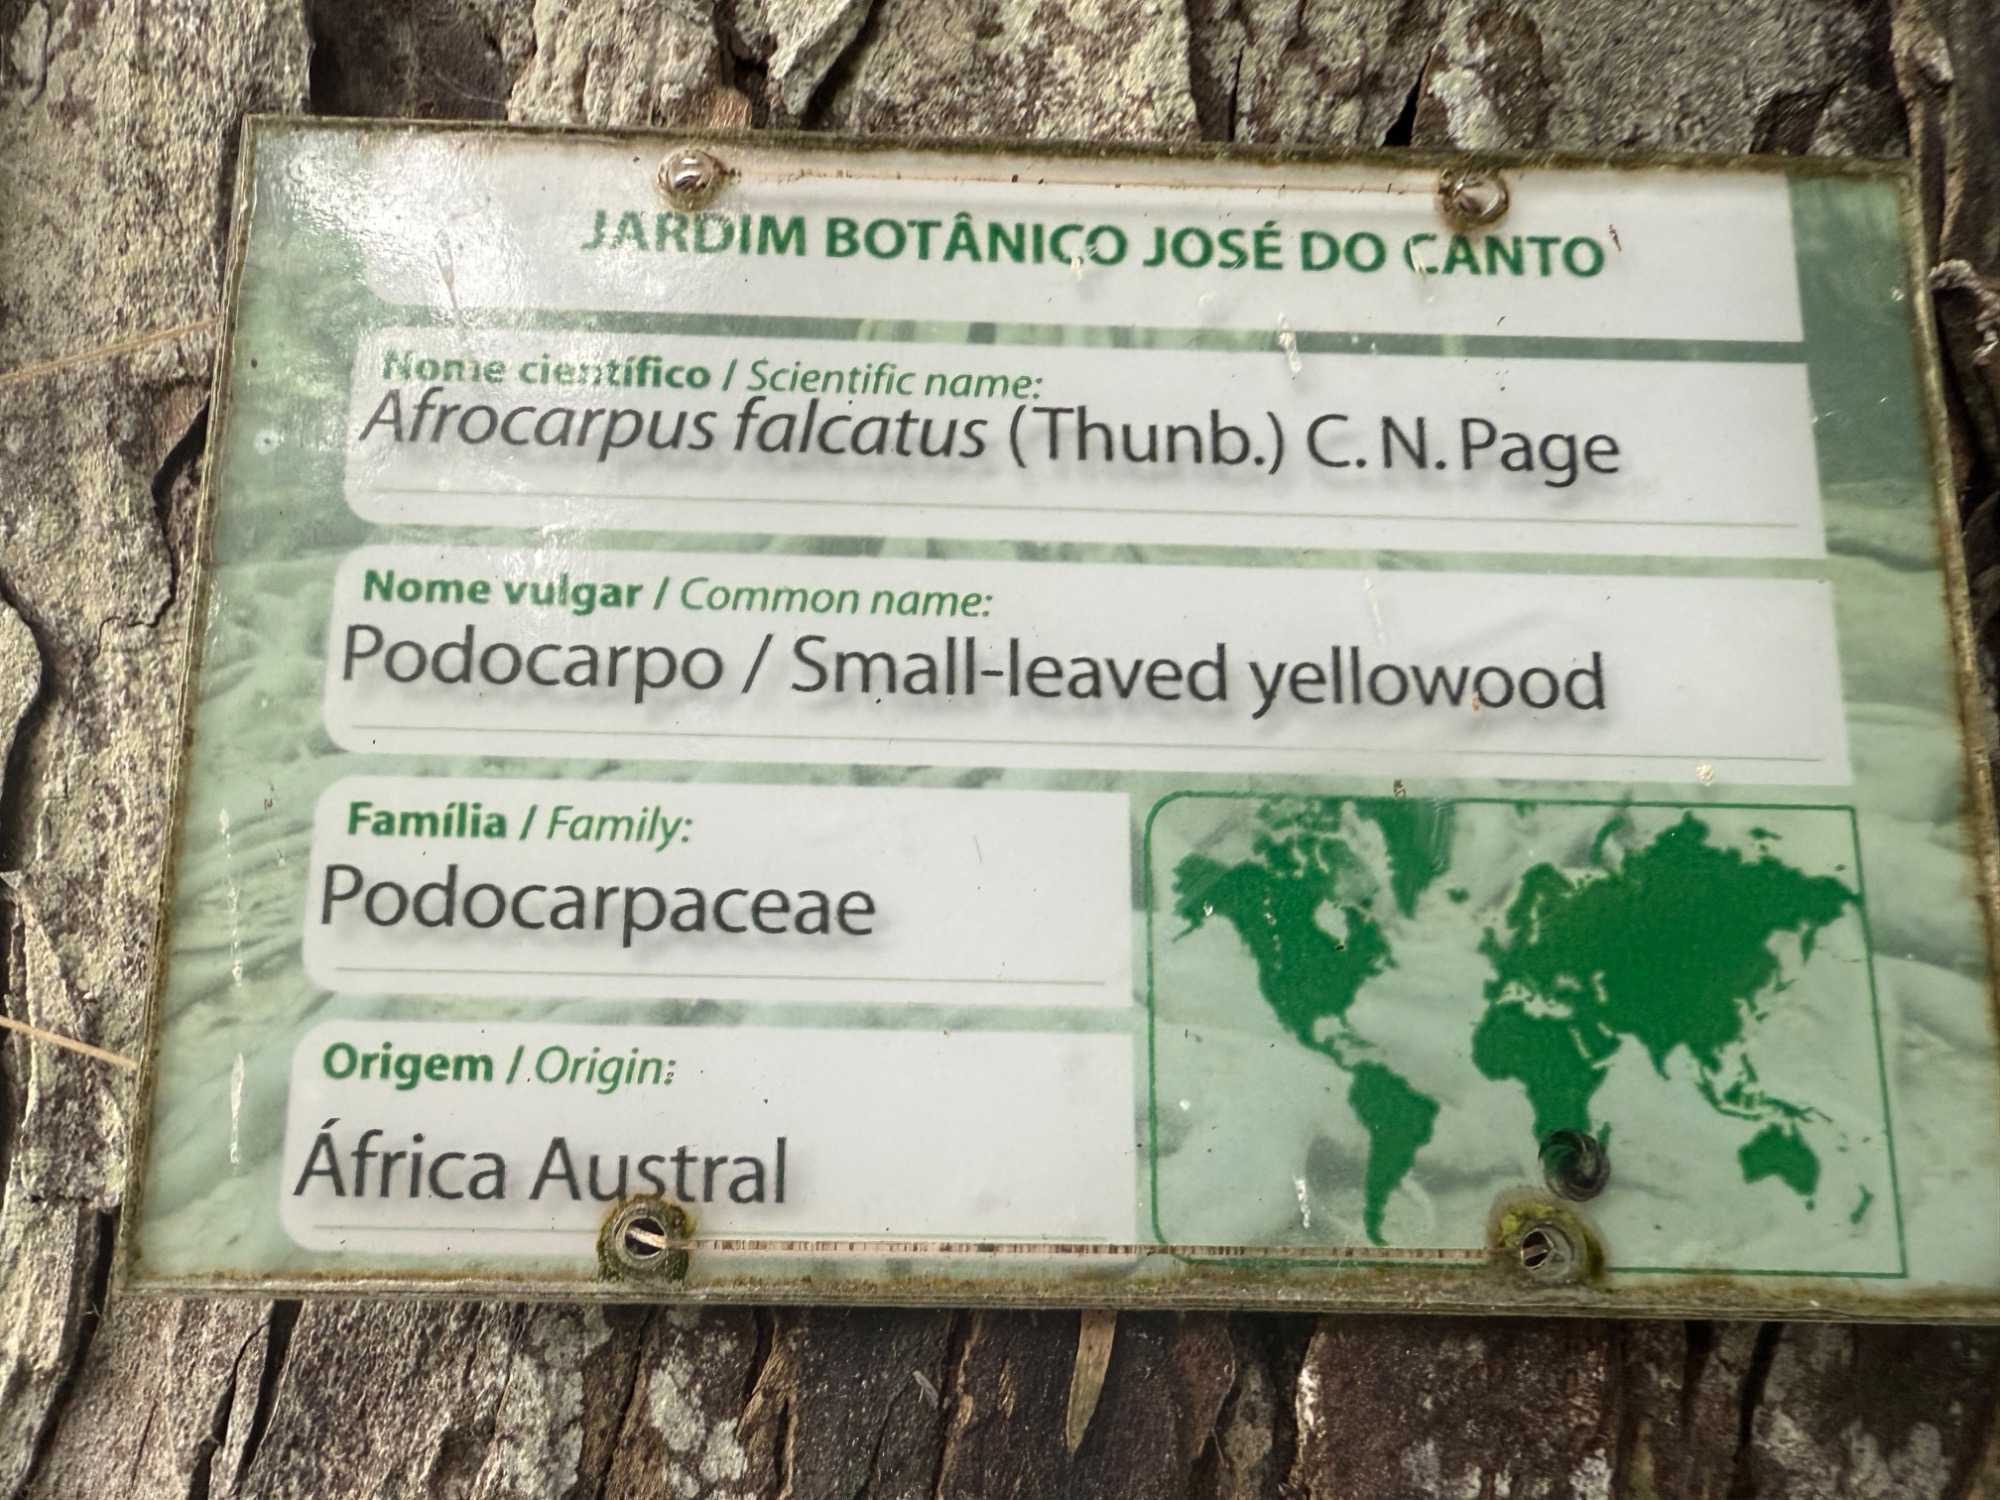 JARDIM BOTÂNICO JOSÉ DO CANTO
Nome científico / Scientific name:
Afrocarpus falcatus (Thunb.) C. N. Page
Nome vulgar / Common name:
Podocarpo / Small-leaved yellowood
Família / Family:
Podocarpaceae
Origem / Origin:
África Austral